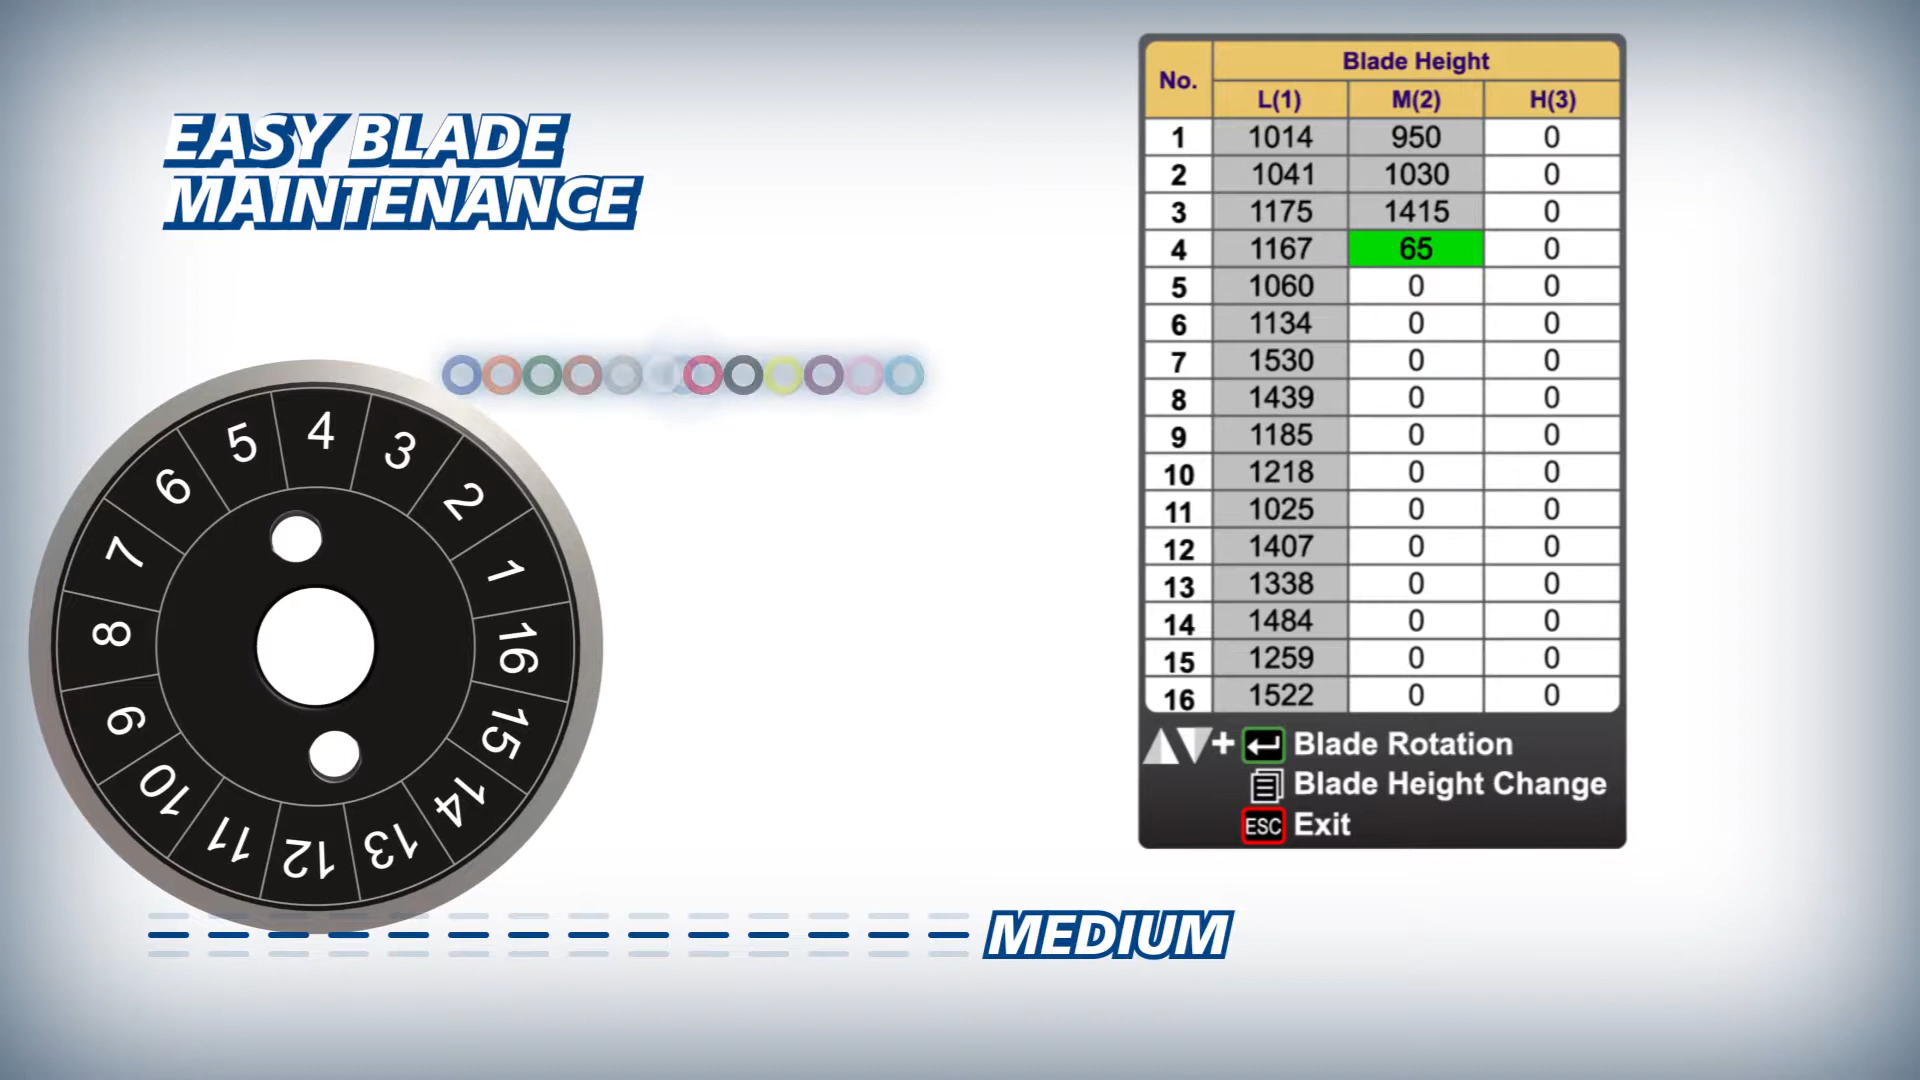 EASY BLADE
MAINTENANCE
4
3
2
1
16
15
14
13
12
11
10
9
8
7
6
5
MEDIUM
No. Blade Height
L(1) M(2) H(3)
1 1014 950 0
2 1041 1030 0
3 1175 1415 0
4 1167 65 0
5 1060 0 0
6 1134 0 0
7 1530 0 0
8 1439 0 0
9 1185 0 0
10 1218 0 0
11 1025 0 0
12 1407 0 0
13 1338 0 0
14 1484 0 0
15 1259 0 0
16 1522 0 0
+ Blade Rotation
Blade Height Change
ESC Exit